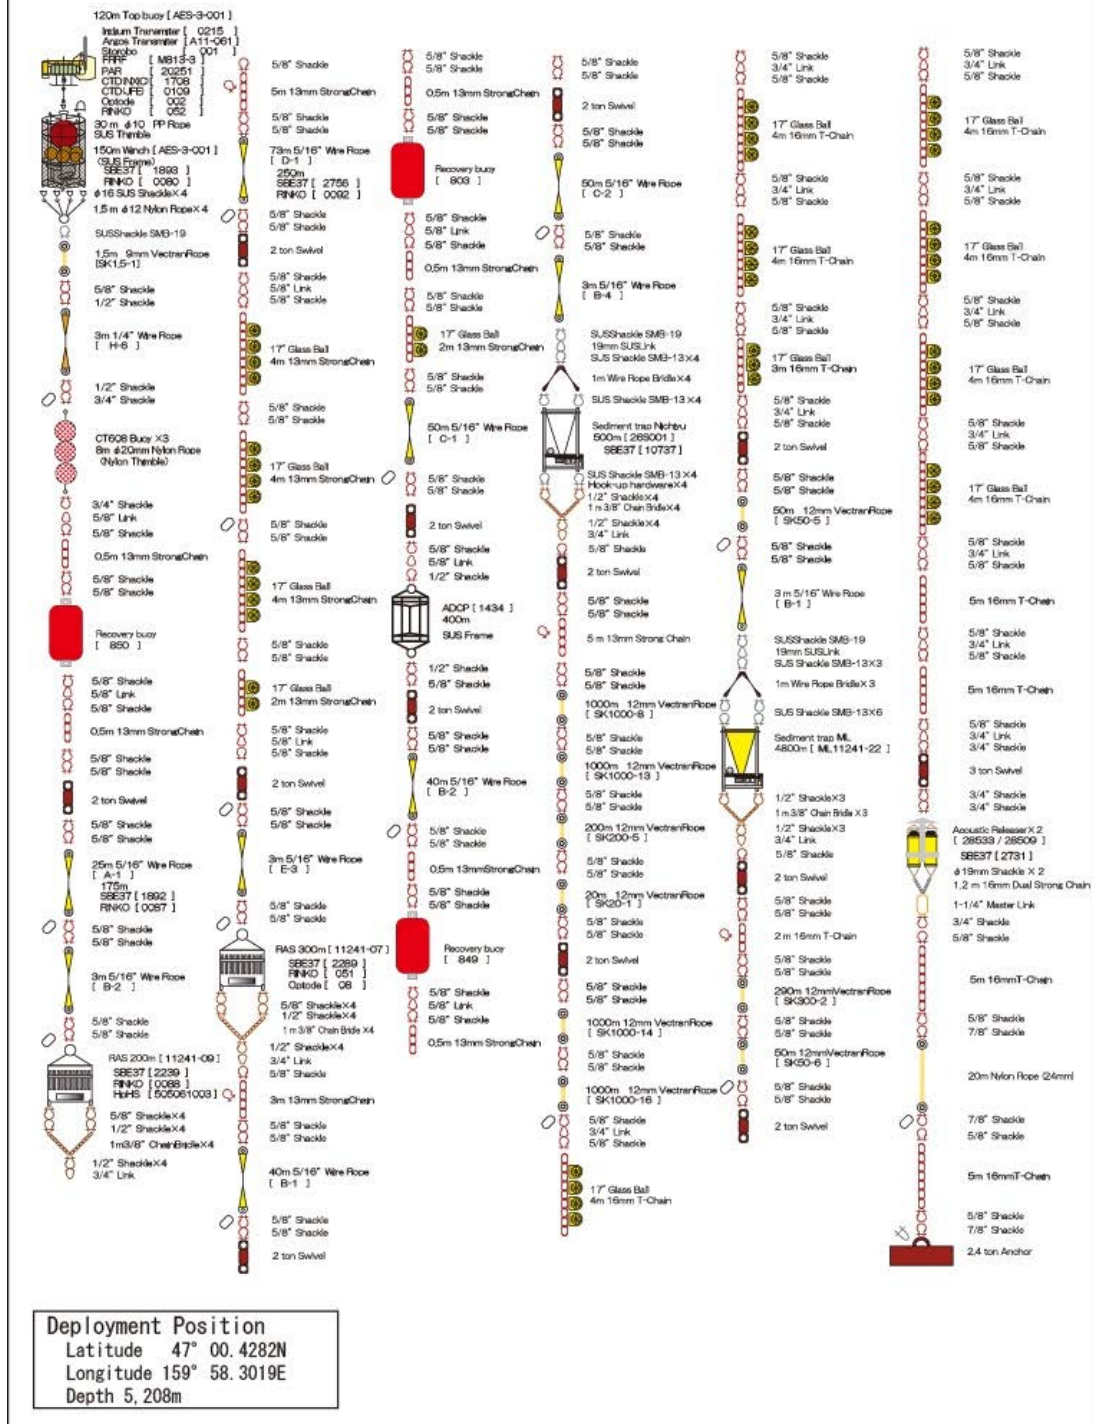 120m Top buoy [ AES-3-001 ]
Iridium Transmiter [ 0215 ]
Argos Transmiter [ A11-061 ]
[ 001 ]
FRRF [ M813-3 ]
PAR [ 20251 ]
CTD(NXIC) [ 1708 ]
CTD(JFE) [ 0109 ]
Optode [ 002 ]
RINKO [ 052 ]
30 m φ10 PP Rope
SUS Thimble
150m Winch [ AES-3-001 ]
(SUS Frame)
SBE37 [ 1893 ]
RINKO [ 0080 ]
φ16 SUS Shackle×4
1.5 m φ12 Nylon Rope×4
SUSShackle SMB-19
1.5m 9mm VectranRope
[SK1.5-1]
5/8" Shackle
1/2" Shackle
3m 1/4" Wire Rope
[ H-6 ]
1/2" Shackle
3/4" Shackle
CT608 Buoy ×3
8m φ20mm Nylon Rope
(Nylon Thimble)
3/4" Shackle
5/8" Link
5/8" Shackle
0.5m 13mm StrongChain
5/8" Shackle
5/8" Shackle
Recovery buoy
[ 850 ]
5/8" Shackle
5/8" Link
5/8" Shackle
0.5m 13mm StrongChain
5/8" Shackle
5/8" Shackle
2 ton Swivel
5/8" Shackle
5/8" Shackle
25m 5/16" Wire Rope
[ A-1 ]
175m
SBE37 [ 1892 ]
RINKO [ 0087 ]
5/8" Shackle
5/8" Shackle
3m 5/16" Wire Rope
[ B-2 ]
5/8" Shackle
5/8" Shackle
RAS 200m [ 11241-09 ]
SBE37 [ 2239 ]
RINKO [ 0088 ]
HpHS [ 505061003 ]
5/8" Shackle×4
1/2" Shackle×4
1m3/8" ChainBridle×4
1/2" Shackle×4
3/4" Link
5/8" Shackle
5m 13mm StrongChain
5/8" Shackle
5/8" Shackle
73m 5/16" Wire Rope
[ D-1 ]
250m
SBE37 [ 2756 ]
RINKO [ 0092 ]
5/8" Shackle
5/8" Shackle
2 ton Swivel
5/8" Shackle
5/8" Link
5/8" Shackle
17" Glass Ball
4m 13mm StrongChain
5/8" Shackle
5/8" Shackle
17" Glass Ball
4m 13mm StrongChain
5/8" Shackle
5/8" Shackle
17" Glass Ball
4m 13mm StrongChain
5/8" Shackle
5/8" Shackle
17" Glass Ball
2m 13mm StrongChain
5/8" Shackle
5/8" Link
5/8" Shackle
2 ton Swivel
5/8" Shackle
5/8" Shackle
3m 5/16" Wire Rope
[ E-3 ]
5/8" Shackle
5/8" Shackle
RAS 300m [ 11241-07 ]
SBE37 [ 2289 ]
RINKO [ 051 ]
Optode [ 08 ]
5/8" Shackle×4
1/2" Shackle×4
1 m 3/8" Chain Bridle ×4
1/2" Shackle×4
3/4" Link
5/8" Shackle
3m 13mm StrongChain
5/8" Shackle
5/8" Shackle
40m 5/16" Wire Rope
[ B-1 ]
5/8" Shackle
5/8" Shackle
2 ton Swivel
5/8" Shackle
5/8" Shackle
0.5m 13mm StrongChain
5/8" Shackle
5/8" Shackle
Recovery buoy
[ 803 ]
5/8" Shackle
5/8" Link
5/8" Shackle
0.5m 13mm StrongChain
5/8" Shackle
5/8" Shackle
17" Glass Ball
2m 13mm StrongChain
5/8" Shackle
5/8" Shackle
50m 5/16" Wire Rope
[ C-1 ]
5/8" Shackle
5/8" Shackle
2 ton Swivel
5/8" Shackle
5/8" Link
1/2" Shackle
ADCP [ 1434 ]
400m
SUS Frame
1/2" Shackle
5/8" Shackle
2 ton Swivel
5/8" Shackle
5/8" Shackle
40m 5/16" Wire Rope
[ B-2 ]
5/8" Shackle
5/8" Shackle
0.5m 13mmStrongChain
5/8" Shackle
5/8" Shackle
Recovery buoy
[ 849 ]
5/8" Shackle
5/8" Link
5/8" Shackle
0.5m 13mm StrongChain
5/8" Shackle
5/8" Shackle
2 ton Swivel
5/8" Shackle
5/8" Shackle
50m 5/16" Wire Rope
[ C-2 ]
5/8" Shackle
5/8" Shackle
3m 5/16" Wire Rope
[ B-4 ]
SUSShackle SMB-19
19mm SUSLink
SUS Shackle SMB-13×4
1m Wire Rope Bridle×4
SUS Shackle SMB-13 ×4
Sediment trap Nichiyu
500m [ 26S001 ]
SBE37 [ 10737 ]
SUS Shackle SMB-13 ×4
Hook-up hardware×4
1/2" Shackle×4
1 m 3/8" Chain Bridle×4
1/2" Shackle×4
3/4" Link
5/8" Shackle
2 ton Swivel
5/8" Shackle
5/8" Shackle
5 m 13mm Strong Chain
5/8" Shackle
5/8" Shackle
1000m 12mm VectranRope
[ SK1000-8 ]
5/8" Shackle
5/8" Shackle
1000m 12mm VectranRope
[ SK1000-13 ]
5/8" Shackle
5/8" Shackle
200m 12mm VectranRope
[ SK200-5 ]
5/8" Shackle
5/8" Shackle
20m 12mm VectranRope
[ SK20-1 ]
5/8" Shackle
5/8" Shackle
2 ton Swivel
5/8" Shackle
5/8" Shackle
1000m 12mm VectranRope
[ SK1000-14 ]
5/8" Shackle
5/8" Shackle
1000m 12mm VectranRope
[ SK1000-16 ]
5/8" Shackle
3/4" Link
5/8" Shackle
17" Glass Ball
4m 16mm T-Chain
5/8" Shackle
3/4" Link
5/8" Shackle
17" Glass Ball
4m 16mm T-Chain
5/8" Shackle
3/4" Link
5/8" Shackle
17" Glass Ball
4m 16mm T-Chain
5/8" Shackle
3/4" Link
5/8" Shackle
17" Glass Ball
3m 16mm T-Chain
5/8" Shackle
3/4" Link
5/8" Shackle
2 ton Swivel
5/8" Shackle
5/8" Shackle
50m 12mm VectranRope
[ SK50-5 ]
5/8" Shackle
5/8" Shackle
3 m 5/16" Wire Rope
[ B-1 ]
SUSShackle SMB-19
19mm SUSLink
SUS Shackle SMB-13×3
1m Wire Rope Bridle×3
SUS Shackle SMB-13×6
Sediment trap ML
4800m [ ML11241-22 ]
1/2" Shackle×3
1 m 3/8" Chain Bridle ×3
1/2" Shackle×3
3/4" Link
5/8" Shackle
2 ton Swivel
5/8" Shackle
5/8" Shackle
2 m 16mm T-Chain
5/8" Shackle
5/8" Shackle
290m 12mmVectranRope
[ SK300-2 ]
5/8" Shackle
5/8" Shackle
50m 12mmVectranRope
[ SK50-6 ]
5/8" Shackle
5/8" Shackle
2 ton Swivel
5/8" Shackle
3/4" Link
5/8" Shackle
17" Glass Ball
4m 16mm T-Chain
5/8" Shackle
3/4" Link
5/8" Shackle
17" Glass Ball
4m 16mm T-Chain
5/8" Shackle
3/4" Link
5/8" Shackle
17" Glass Ball
4m 16mm T-Chain
5/8" Shackle
3/4" Link
5/8" Shackle
17" Glass Ball
4m 16mm T-Chain
5/8" Shackle
3/4" Link
5/8" Shackle
5m 16mm T-Chain
5/8" Shackle
3/4" Link
5/8" Shackle
5m 16mm T-Chain
5/8" Shackle
3/4" Link
3/4" Shackle
3 ton Swivel
3/4" Shackle
3/4" Shackle
Acoustic Releaser×2
[ 28533 / 28509 ]
SBE37 [ 2731 ]
φ19mm Shackle × 2
1.2 m 16mm Dual Strong Chain
1-1/4" Master Link
3/4" Shackle
5/8" Shackle
5m 16mmT-Chain
5/8" Shackle
7/8" Shackle
20m Nylon Rope (24mm)
7/8" Shackle
5/8" Shackle
5m 16mmT-Chain
5/8" Shackle
7/8" Shackle
2.4 ton Anchor
Deployment Position
Latitude 47° 00.4282N
Longitude 159° 58.3019E
Depth 5,208m